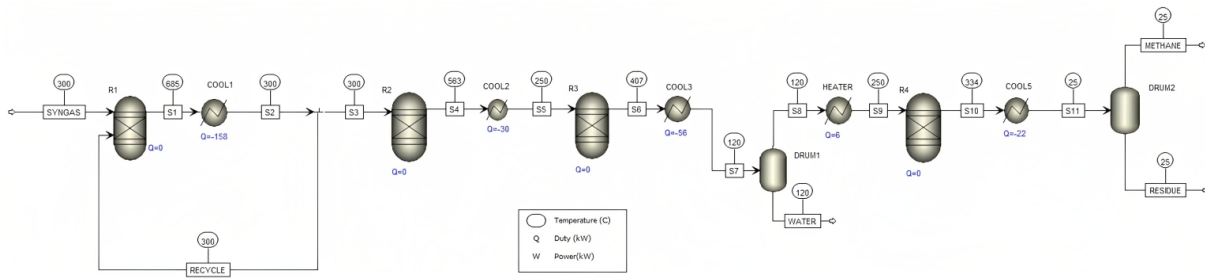 300
SYNGAS
R1
Q=0
685
S1
COOL1
Q=-158
300
S2
300
S3
R2
Q=0
563
S4
COOL2
Q=-30
250
S5
R3
Q=0
407
S6
COOL3
Q=-56
120
S7
DRUM1
120
WATER
120
S8
HEATER
Q=6
250
S9
R4
Q=0
334
S10
COOL5
Q=-22
25
S11
DRUM2
25
METHANE
25
RESIDUE
300
RECYCLE
Temperature (C)
Q Duty (kW)
W Power(kW)